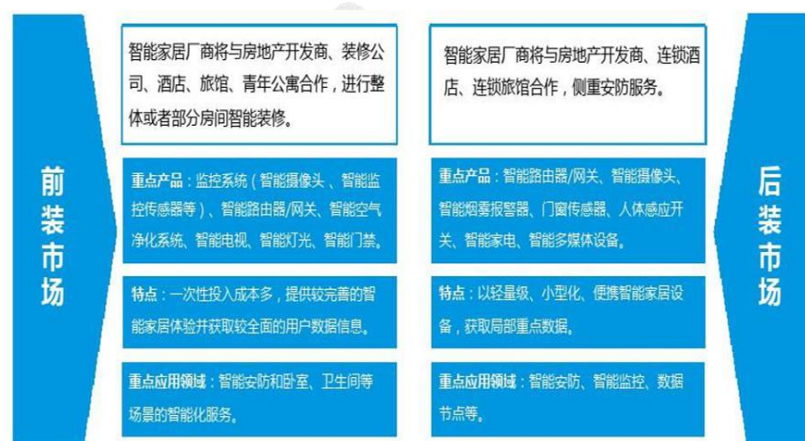 前装市场
智能家居厂商将与房地产开发商、装修公
司、酒店、旅馆、青年公寓合作，进行整
体或者部分房间智能装修。
重点产品：监控系统（智能摄像头 、智能监
控传感器等）、智能路由器/网关、智能空气
净化系统、智能电视、智能灯光、智能门禁。
特点：一次性投入成本多，提供较完善的智
能家居体验并获取较全面的用户数据信息。
重点应用领域：智能安防和卧室、卫生间等
场景的智能化服务。
智能家居厂商将与房地产开发商、连锁酒
店、连锁旅馆合作，侧重安防服务。
重点产品：智能路由器/网关、智能摄像头、
智能烟雾报警器、门窗传感器、人体感应开
关、智能家电、智能多媒体设备。
特点：以轻量级、小型化、便携智能家居设
备，获取局部重点数据。
重点应用领域：智能安防、智能监控、数据
节点等。
后装市场